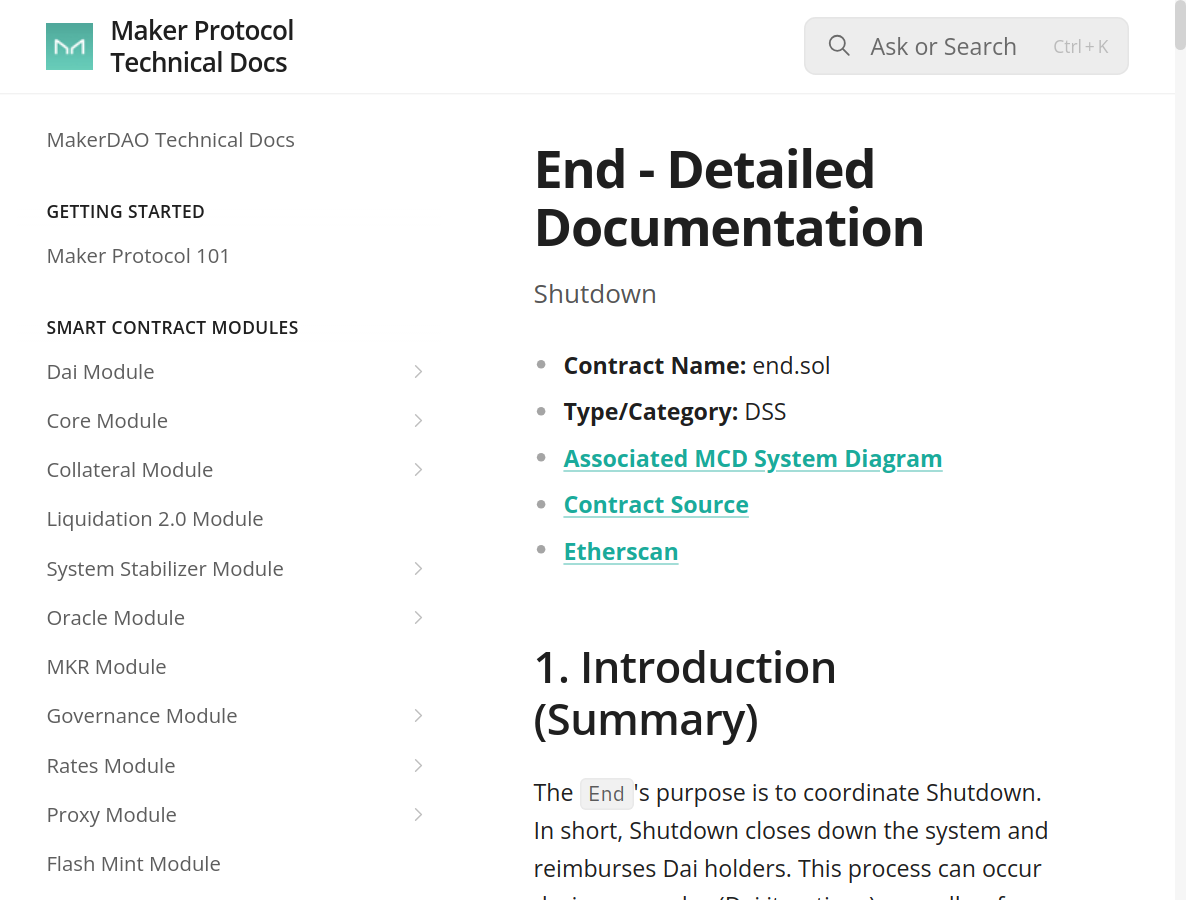 Maker Protocol
Technical Docs
Ask or Search
Ctrl + K
MakerDAO Technical Docs
GETTING STARTED
Maker Protocol 101
SMART CONTRACT MODULES
Dai Module
Core Module
Collateral Module
Liquidation 2.0 Module
System Stabilizer Module
Oracle Module
MKR Module
Governance Module
Rates Module
Proxy Module
Flash Mint Module
End - Detailed
Documentation
Shutdown
Contract Name: end.sol
Type/Category: DSS
Associated MCD System Diagram
Contract Source
Etherscan
1. Introduction
(Summary)
The End's purpose is to coordinate Shutdown.
In short, Shutdown closes down the system and
reimburses Dai holders. This process can occur